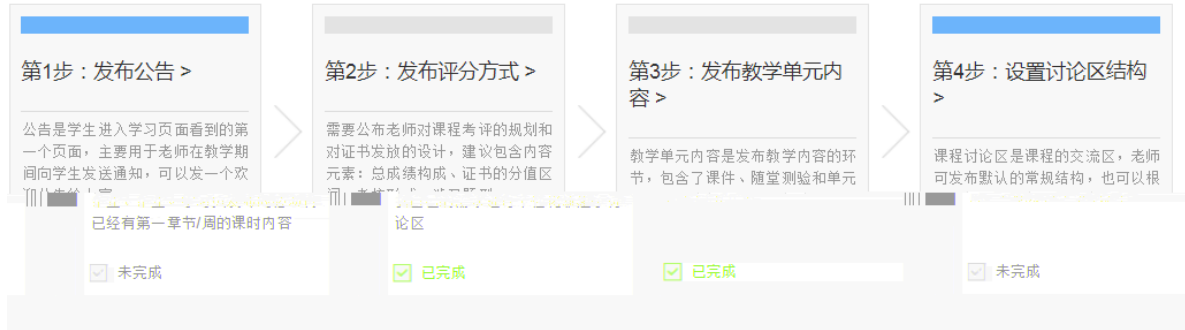 第1步：发布公告 >
公告是学生进入学习页面看到的第
一个页面，主要用于老师在教学期
间向学生发送通知，可以发一个欢
第2步：发布评分方式 >
需要公布老师对课程考评的规划和
对证书发放的设计，建议包含内容
元素：总成绩构成、证书的分值区
第3步：发布教学单元内
容 >
教学单元内容是发布教学内容的环
节，包含了课件、随堂测验和单元
第4步：设置讨论区结构
>
课程讨论区是课程的交流区，老师
可发布默认的常规结构，也可以根
已经有第一章节/周的课时内容
论区
未完成
已完成
已完成
未完成